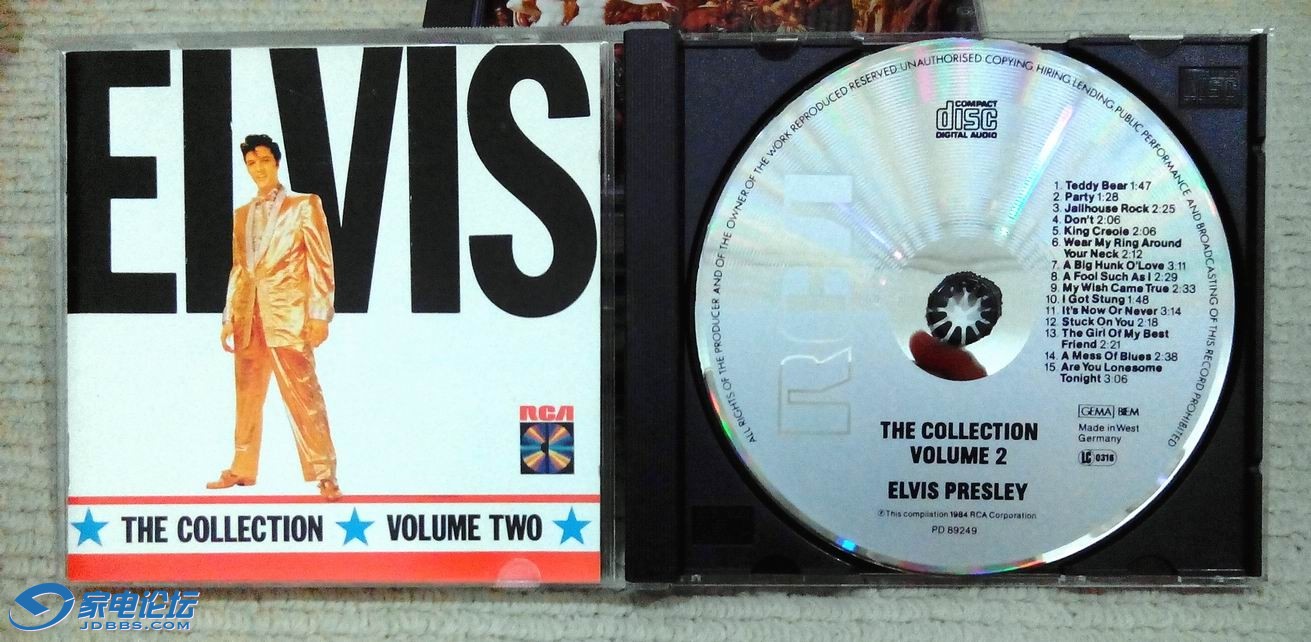 ELVIS
RCA
THE COLLECTION VOLUME TWO
ALL RIGHTS OF THE PRODUCER AND OF THE OWNER OF THE WORK REPRODUCED RESERVED UNAUTHORISED COPYING HIRING LENDING PUBLIC PERFORMANCE AND BROADCASTING OF THIS RECORD PROHIBITED
COMPACT
disc
DIGITAL AUDIO
RCA
1. Teddy Bear 1:47
2. Party 1:28
3. Jailhouse Rock 2:25
4. Don't 2:06
5. King Creole 2:06
6. Wear My Ring Around
Your Neck 2:12
7. A Big Hunk O'Love 3:11
8. A Fool Such As I 2:29
9. My Wish Came True 2:33
10. I Got Stung 1:48
11. It's Now Or Never 3:14
12. Stuck On You 2:18
13. The Girl Of My Best
Friend 2:21
14. A Mess Of Blues 2:38
15. Are You Lonesome
Tonight 3:06
GEMA BIEM
Made in West
Germany
LC 0316
THE COLLECTION
VOLUME 2
ELVIS PRESLEY
℗ This compilation 1984 RCA Corporation
PD 89249
disc
家电论坛
JDBBS.COM